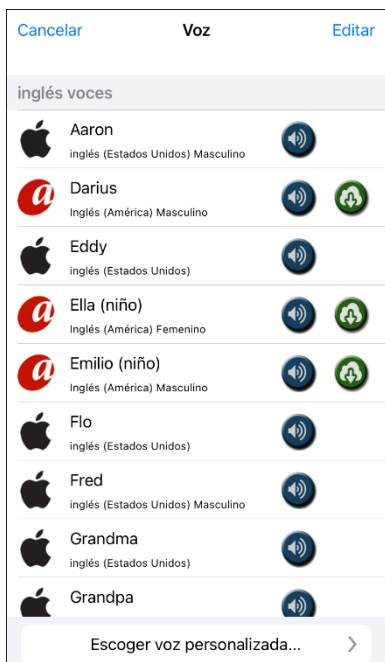 Cancelar Voz Editar
inglés voces
Aaron
inglés (Estados Unidos) Masculino
Darius
Inglés (América) Masculino
Eddy
inglés (Estados Unidos)
Ella (niño)
Inglés (América) Femenino
Emilio (niño)
Inglés (América) Masculino
Flo
inglés (Estados Unidos)
Fred
inglés (Estados Unidos) Masculino
Grandma
inglés (Estados Unidos)
Grandpa
Escoger voz personalizada...